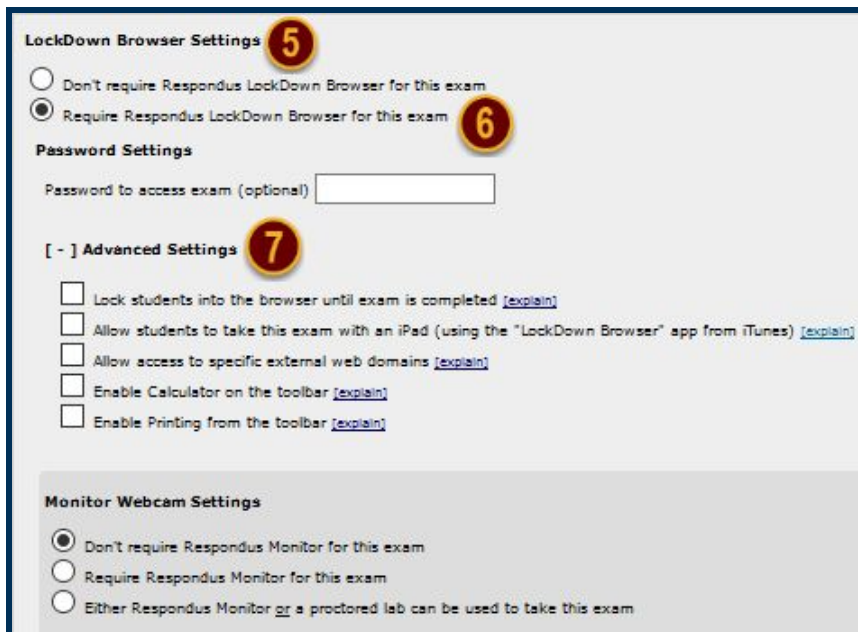 LockDown Browser Settings 5
Don't require Respondus LockDown Browser for this exam
Require Respondus LockDown Browser for this exam 6
Password Settings
Password to access exam (optional)
[ - ] Advanced Settings 7
Lock students into the browser until exam is completed [explain]
Allow students to take this exam with an iPad (using the "LockDown Browser" app from iTunes) [explain]
Allow access to specific external web domains [explain]
Enable Calculator on the toolbar [explain]
Enable Printing from the toolbar [explain]
Monitor Webcam Settings
Don't require Respondus Monitor for this exam
Require Respondus Monitor for this exam
Either Respondus Monitor or a proctored lab can be used to take this exam